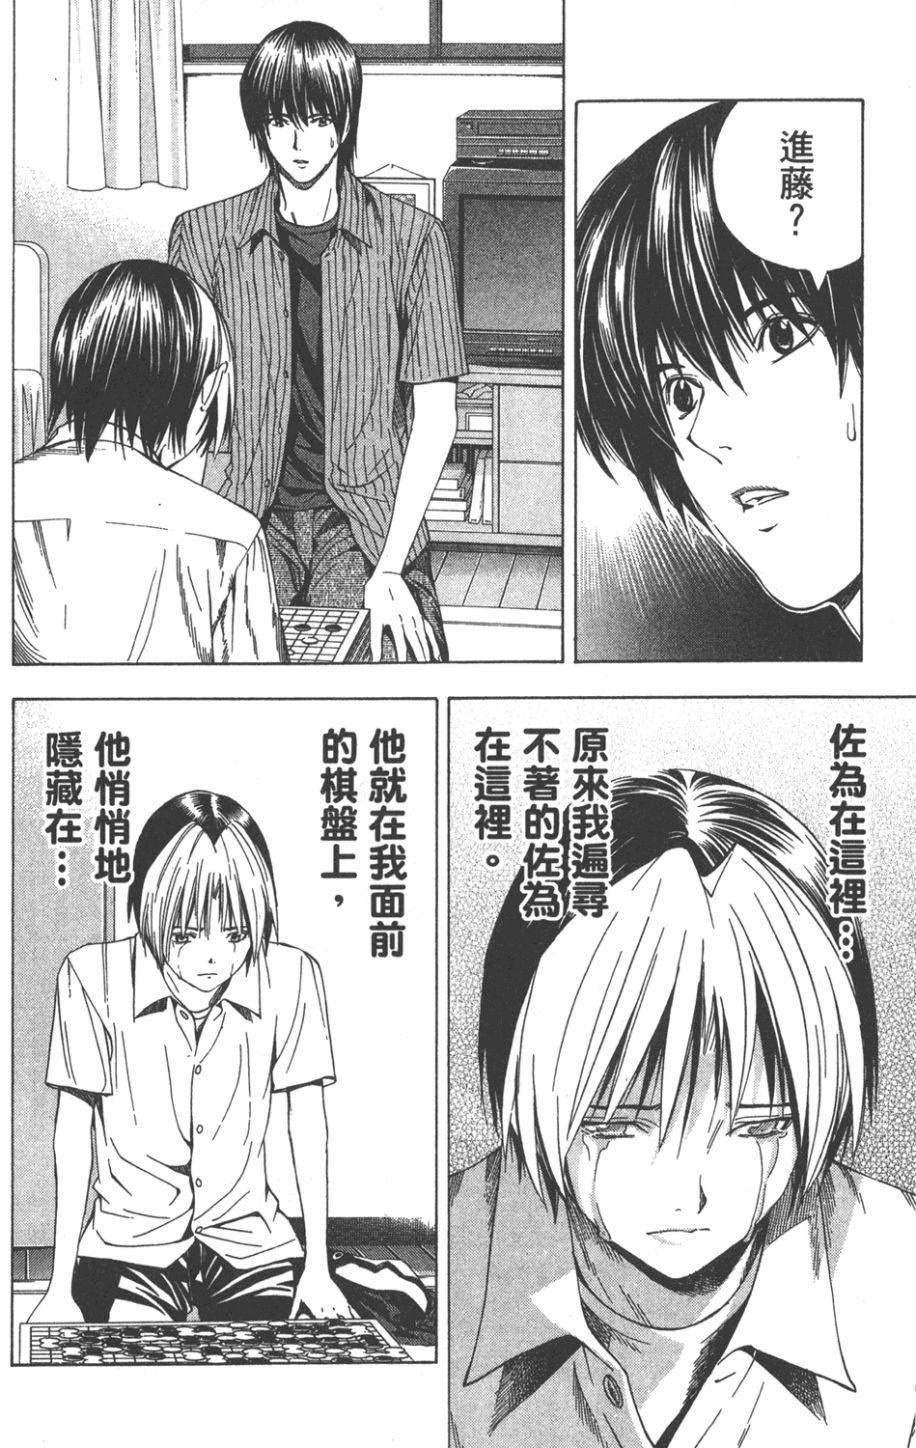 進藤？
佐為在這裡…
原來我遍尋
不著的佐為
在這裡。
他就在我面前
的棋盤上，
他悄悄地
隱藏在…